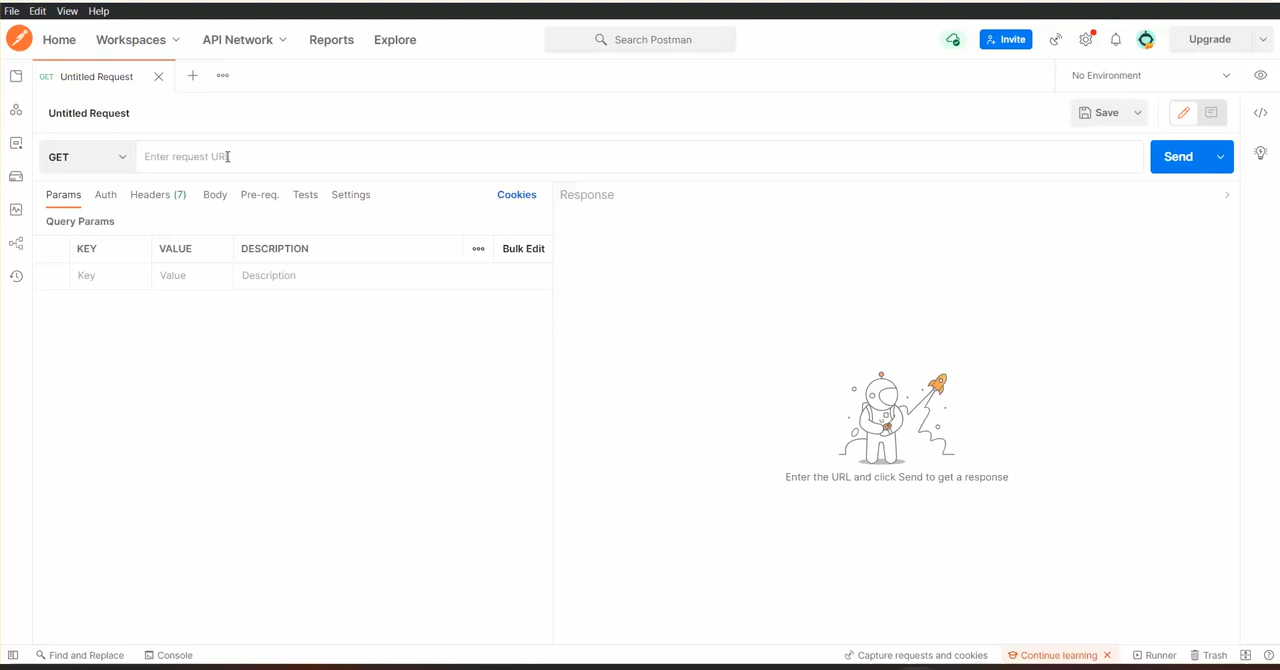 File Edit View Help
Home Workspaces API Network Reports Explore Search Postman Invite Upgrade
GET Untitled Request ooo No Environment
Untitled Request Save
GET Enter request URL Send
Params Auth Headers (7) Body Pre-req. Tests Settings Cookies Response
Query Params
KEY VALUE DESCRIPTION ooo Bulk Edit
Key Value Description
Enter the URL and click Send to get a response
Find and Replace Console Capture requests and cookies Continue learning Runner Trash